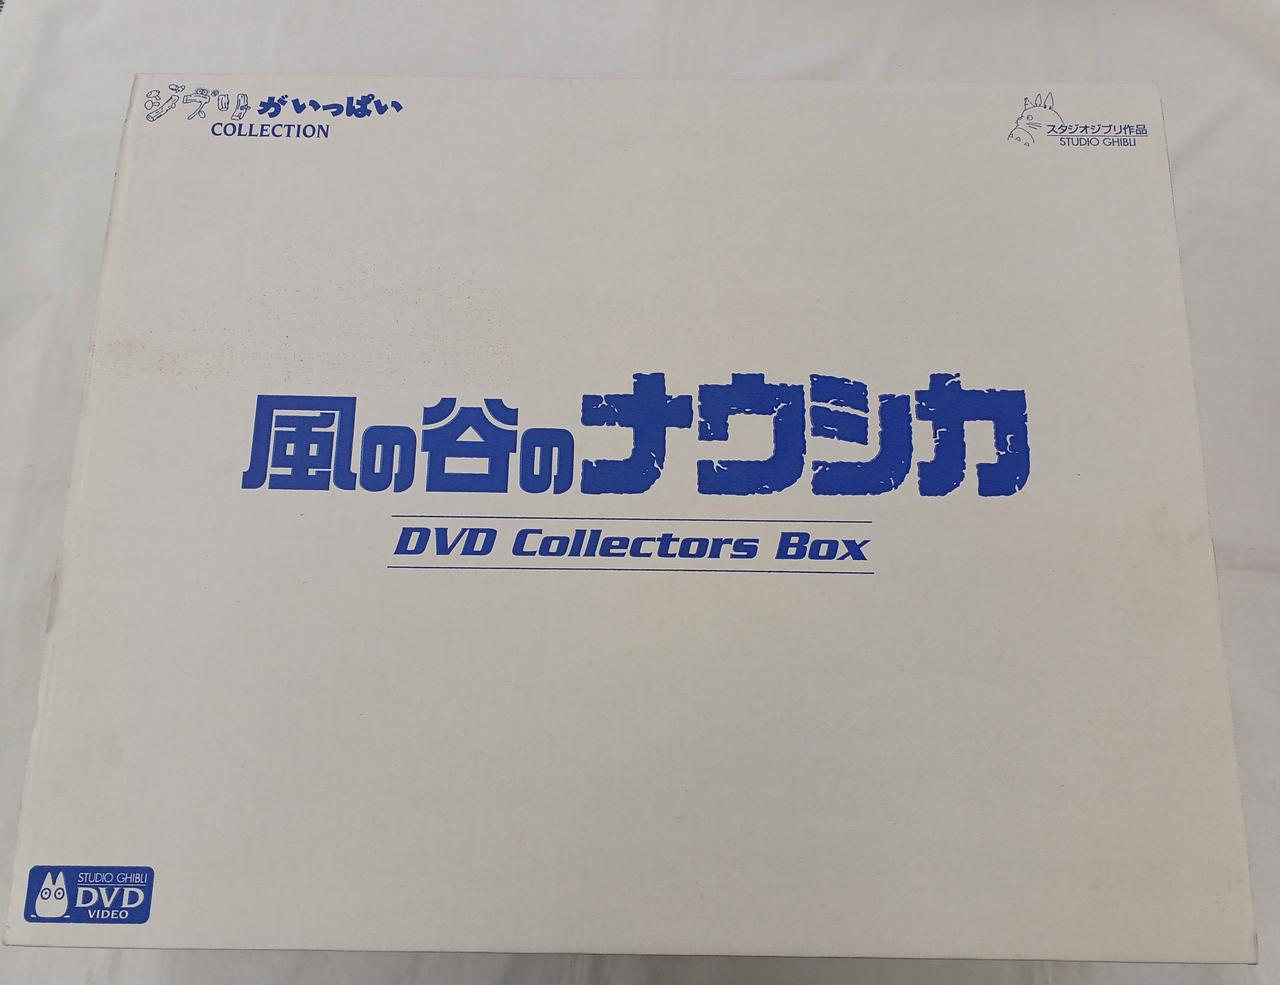 ジブリがいっぱい
COLLECTION
スタジオジブリ作品
STUDIO GHIBLI
風の谷のナウシカ
DVD Collectors Box
STUDIO GHIBLI
DVD
VIDEO